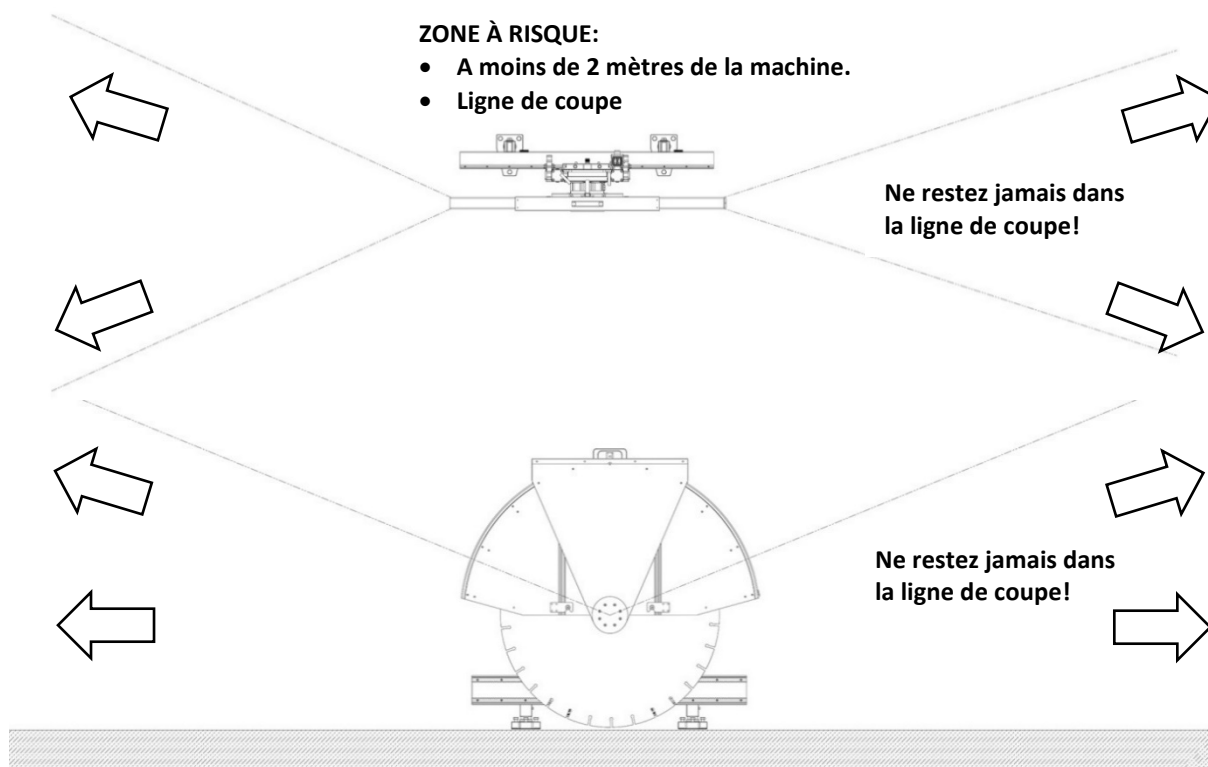 ZONE À RISQUE:
• A moins de 2 mètres de la machine.
• Ligne de coupe
Ne restez jamais dans
la ligne de coupe!
Ne restez jamais dans
la ligne de coupe!